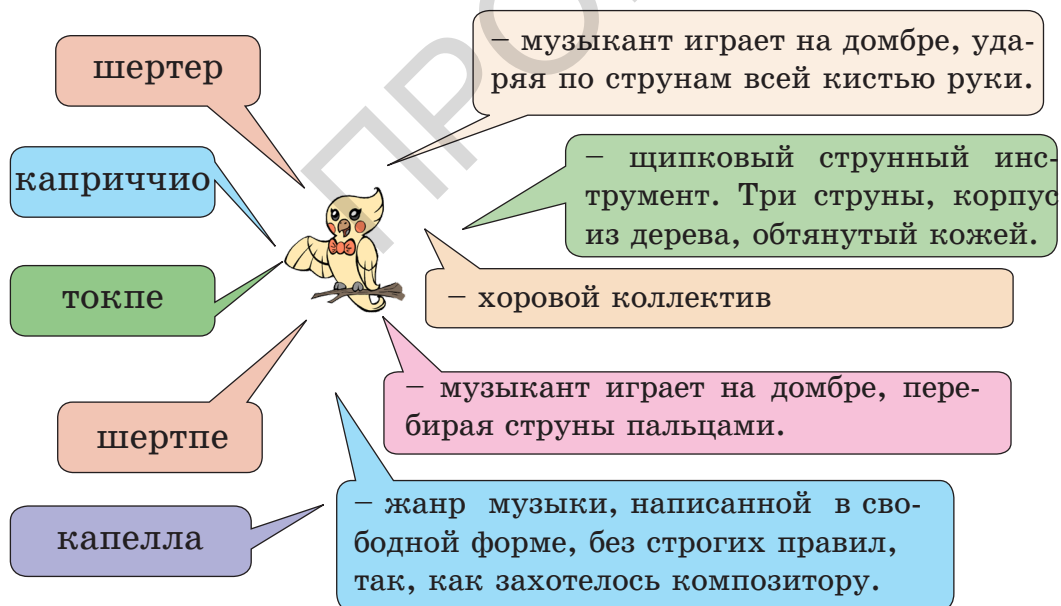 шертер
каприччио
токпе
шертпе
капелла
– музыкант играет на домбре, уда-
ряя по струнам всей кистью руки.
– щипковый струнный инс-
трумент. Три струны, корпус
из дерева, обтянутый кожей.
– хоровой коллектив
– музыкант играет на домбре, пере-
бирая струны пальцами.
– жанр музыки, написанной в сво-
бодной форме, без строгих правил,
так, как захотелось композитору.